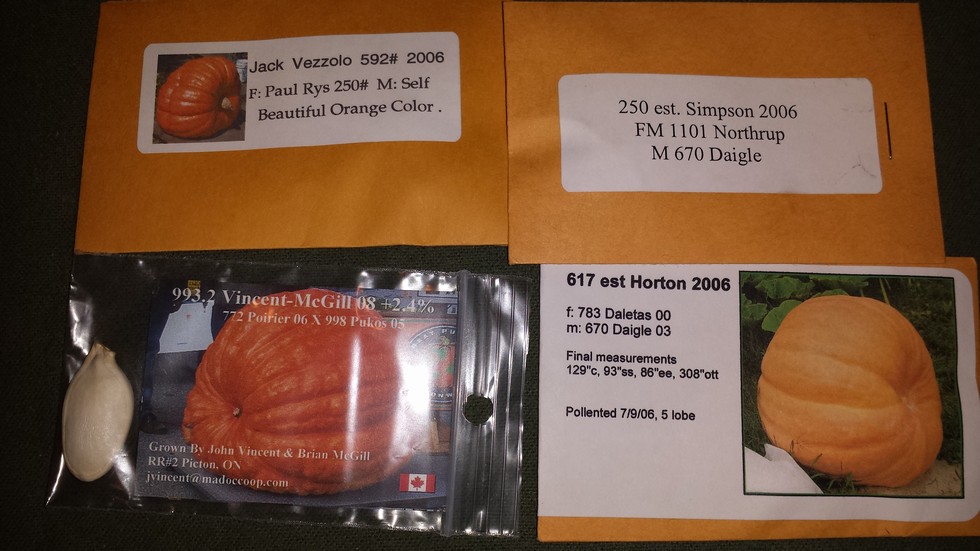 Jack Vezzolo 592# 2006
F: Paul Rys 250# M: Self
Beautiful Orange Color .
250 est. Simpson 2006
FM 1101 Northrup
M 670 Daigle
993.2 Vincent-McGill 08 +2.4%
772 Poirier 06 X 998 Pukos 05
Grown By John Vincent & Brian McGill
RR#2 Picton, ON
jvincent@madoccoop.com
617 est Horton 2006
f: 783 Daletas 00
m: 670 Daigle 03
Final measurements
129"c, 93"ss, 86"ee, 308"ott
Pollented 7/9/06, 5 lobe